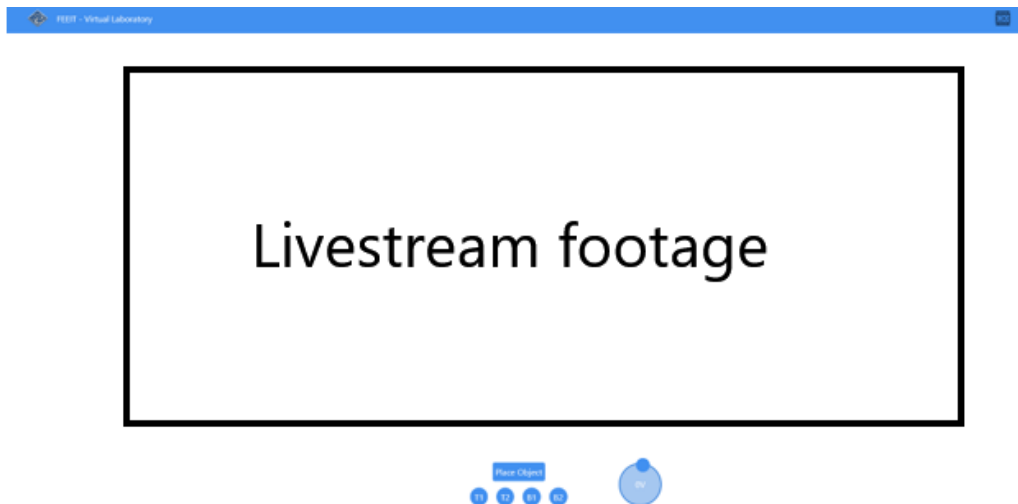 FEEIT - Virtual Laboratory
Livestream footage
Place Object
T1 T2 B1 B2
0V